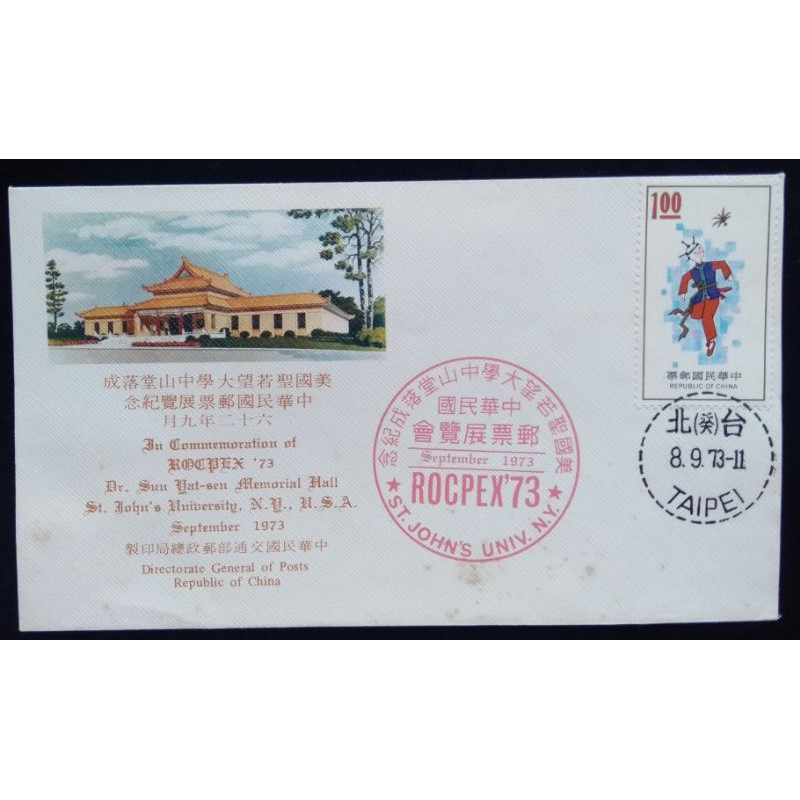 美國聖若望大學中山堂落成
中華民國郵票展覽紀念
六十二年九月
In Commemoration of
ROCPEX '73
Dr. Sun Yat-sen Memorial Hall
St. John's University, N.Y., U.S.A.
September 1973
中華民國交通部郵政總局印製
Directorate General of Posts
Republic of China
美國聖若望大學中山堂落成紀念
中華民國
郵票展覽會
September 1973
ROCPEX'73
★ ST. JOHN'S UNIV. N.Y. ★
1.00
中華民國郵票
REPUBLIC OF CHINA
台(癸)北
8.9.73-11
TAIPEI